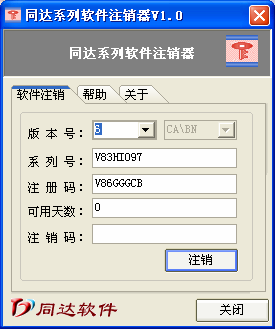 同达系列软件注销器V1.0
同达系列软件注销器
软件注销 帮助 关于
版本号: 8 CA\BN
系列号: V83HI097
注册码: V86GGGCB
可用天数: 0
注销码:
注销
同达软件 关闭